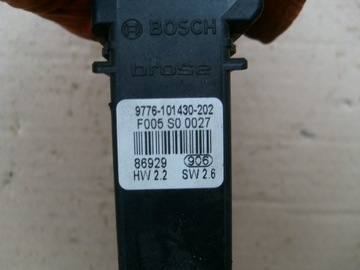 BOSCH
brose
9776-101430-202
F005 S0 0027
86929 906
HW 2.2 SW 2.6